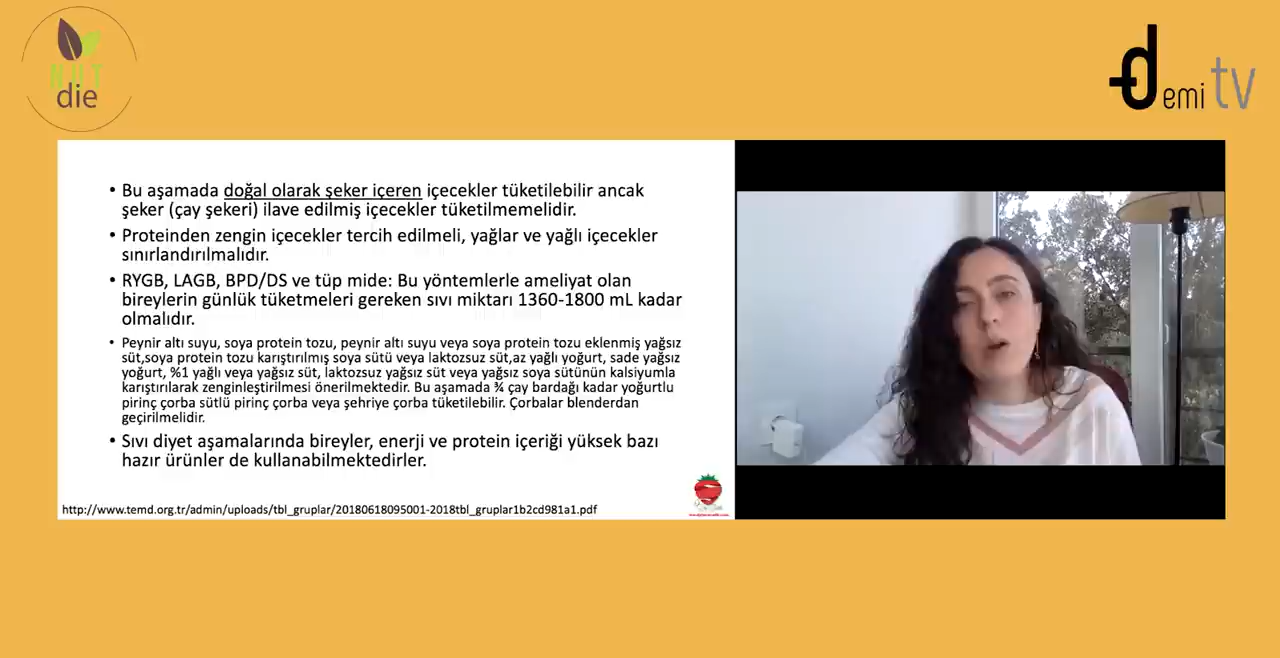 NUT
die
demi tv
• Bu aşamada doğal olarak şeker içeren içecekler tüketilebilir ancak
şeker (çay şekeri) ilave edilmiş içecekler tüketilmemelidir.
• Proteinden zengin içecekler tercih edilmeli, yağlar ve yağlı içecekler
sınırlandırılmalıdır.
• RYGB, LAGB, BPD/DS ve tüp mide: Bu yöntemlerle ameliyat olan
bireylerin günlük tüketmeleri gereken sıvı miktarı 1360-1800 mL kadar
olmalıdır.
• Peynir altı suyu, soya protein tozu, peynir altı suyu veya soya protein tozu eklenmiş yağsız
süt,soya protein tozu karıştırılmış soya sütü veya laktozsuz süt,az yağlı yoğurt, sade yağsız
yoğurt, %1 yağlı veya yağsız süt, laktozsuz yağsız süt veya yağsız soya sütünün kalsiyumla
karıştırılarak zenginleştirilmesi önerilmektedir. Bu aşamada ¾ çay bardağı kadar yoğurtlu
pirinç çorba sütlü pirinç çorba veya şehriye çorba tüketilebilir. Çorbalar blenderdan
geçirilmelidir.
• Sıvı diyet aşamalarında bireyler, enerji ve protein içeriği yüksek bazı
hazır ürünler de kullanabilmektedirler.
http://www.temd.org.tr/admin/uploads/tbl_gruplar/20180618095001-2018tbl_gruplar1b2cd981a1.pdf